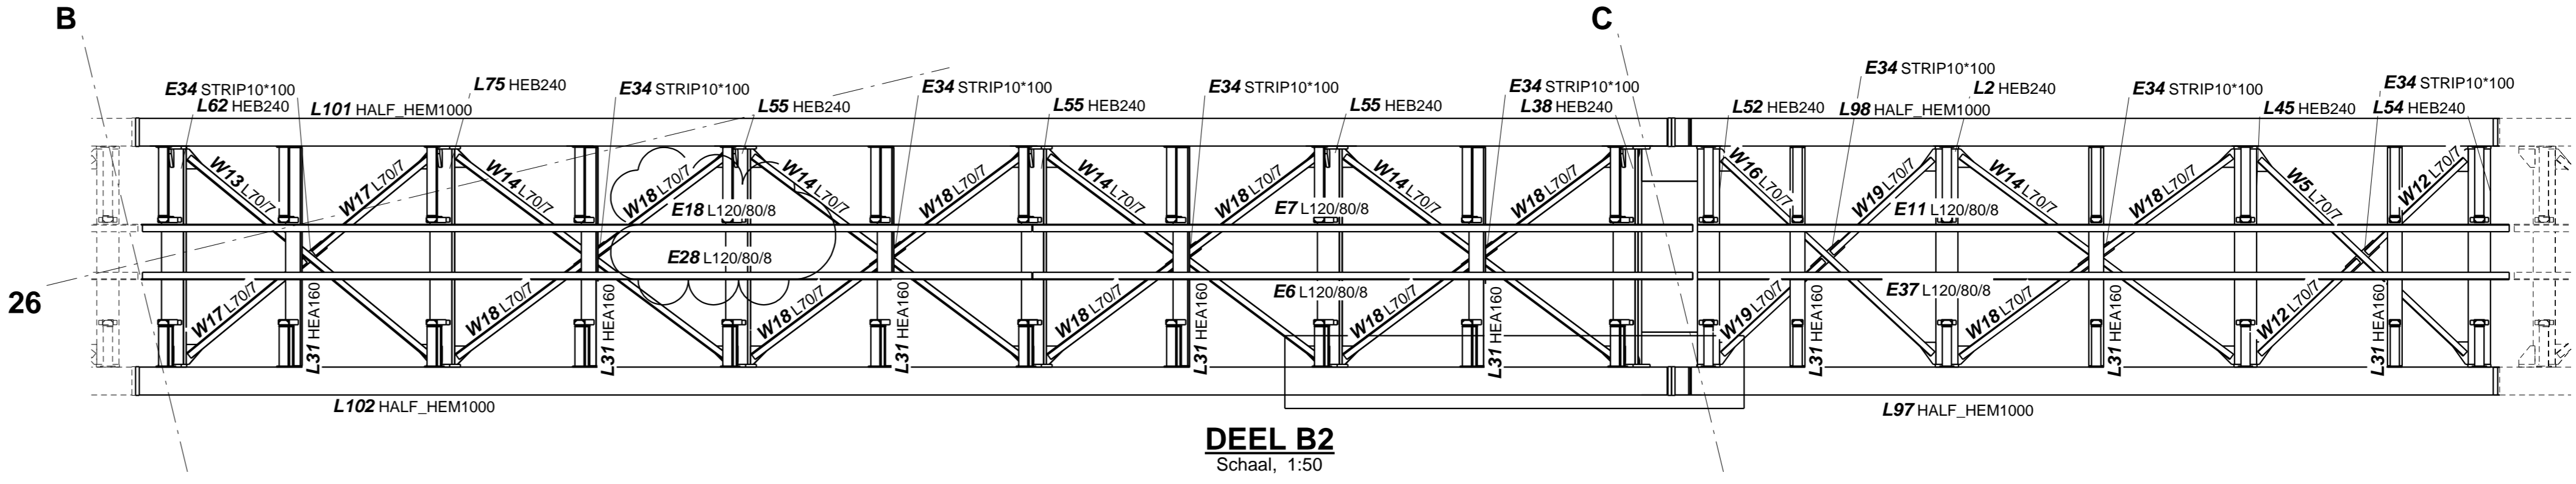 B
C
E34 STRIP10*100
L75 HEB240
E34 STRIP10*100
E34 STRIP10*100
E34 STRIP10*100
E34 STRIP10*100
E34 STRIP10*100
E34 STRIP10*100
E34 STRIP10*100
L62 HEB240
L101 HALF_HEM1000
L55 HEB240
L55 HEB240
L55 HEB240
L38 HEB240
L52 HEB240
L98 HALF_HEM1000
L2 HEB240
L45 HEB240
L54 HEB240
W13 L70/7
W17 L70/7
W14 L70/7
W18 L70/7
W14 L70/7
W18 L70/7
W14 L70/7
W18 L70/7
W18 L70/7
W16 L70/7
W19 L70/7
W14 L70/7
W18 L70/7
W5 L70/7
W12 L70/7
E18 L120/80/8
E7 L120/80/8
E11 L120/80/8
26
E28 L120/80/8
E6 L120/80/8
E37 L120/80/8
W17 L70/7
W18 L70/7
W18 L70/7
W18 L70/7
W18 L70/7
W19 L70/7
W18 L70/7
W12 L70/7
L31 HEA160
L31 HEA160
L31 HEA160
L31 HEA160
L31 HEA160
L31 HEA160
L31 HEA160
L31 HEA160
L102 HALF_HEM1000
L97 HALF_HEM1000
DEEL B2
Schaal, 1:50